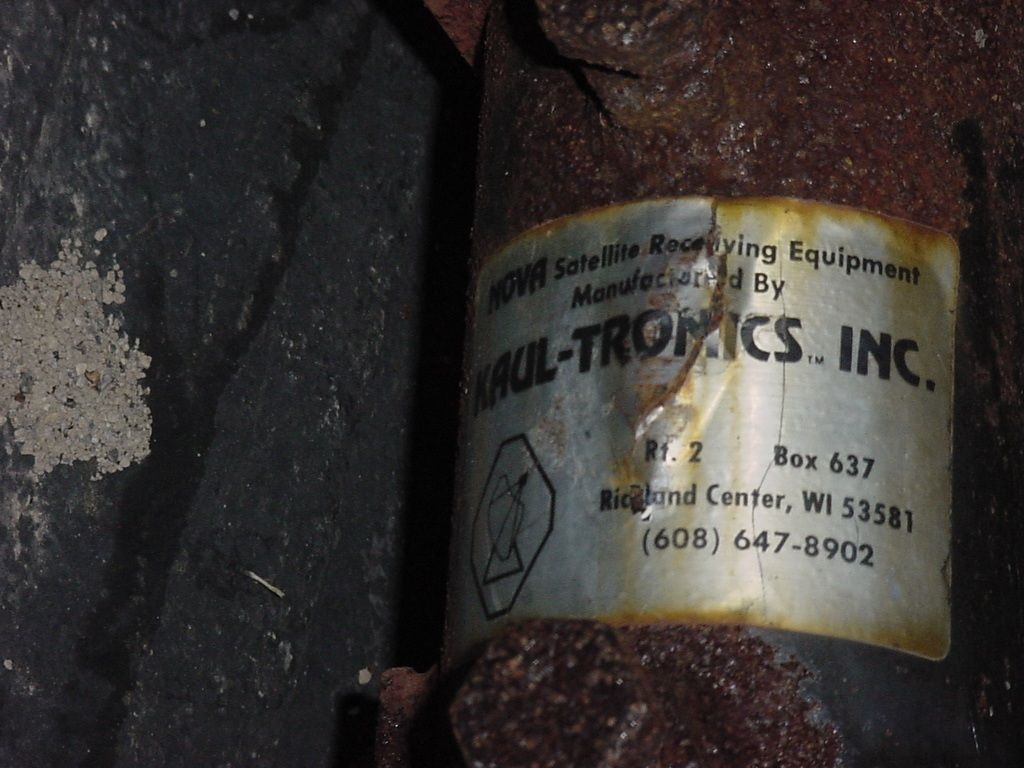 NOVA Satellite Receiving Equipment
Manufactured By
KAUL-TRONICS™ INC.
Rt. 2 Box 637
Richland Center, WI 53581
(608) 647-8902